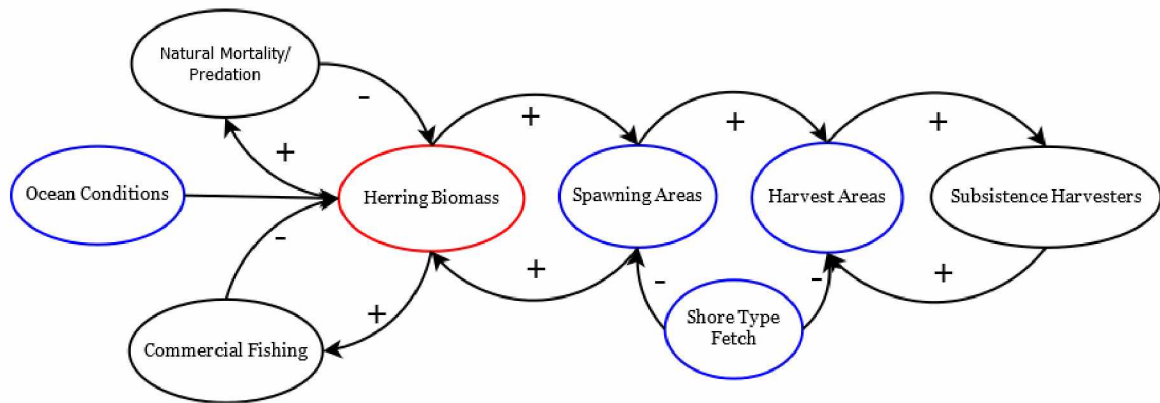 Natural Mortality/
Predation
-
+
+
+
+
Ocean Conditions
Herring Biomass
Spawning Areas
Harvest Areas
Subsistence Harvesters
-
+
+
-
-
+
Shore Type
Fetch
Commercial Fishing